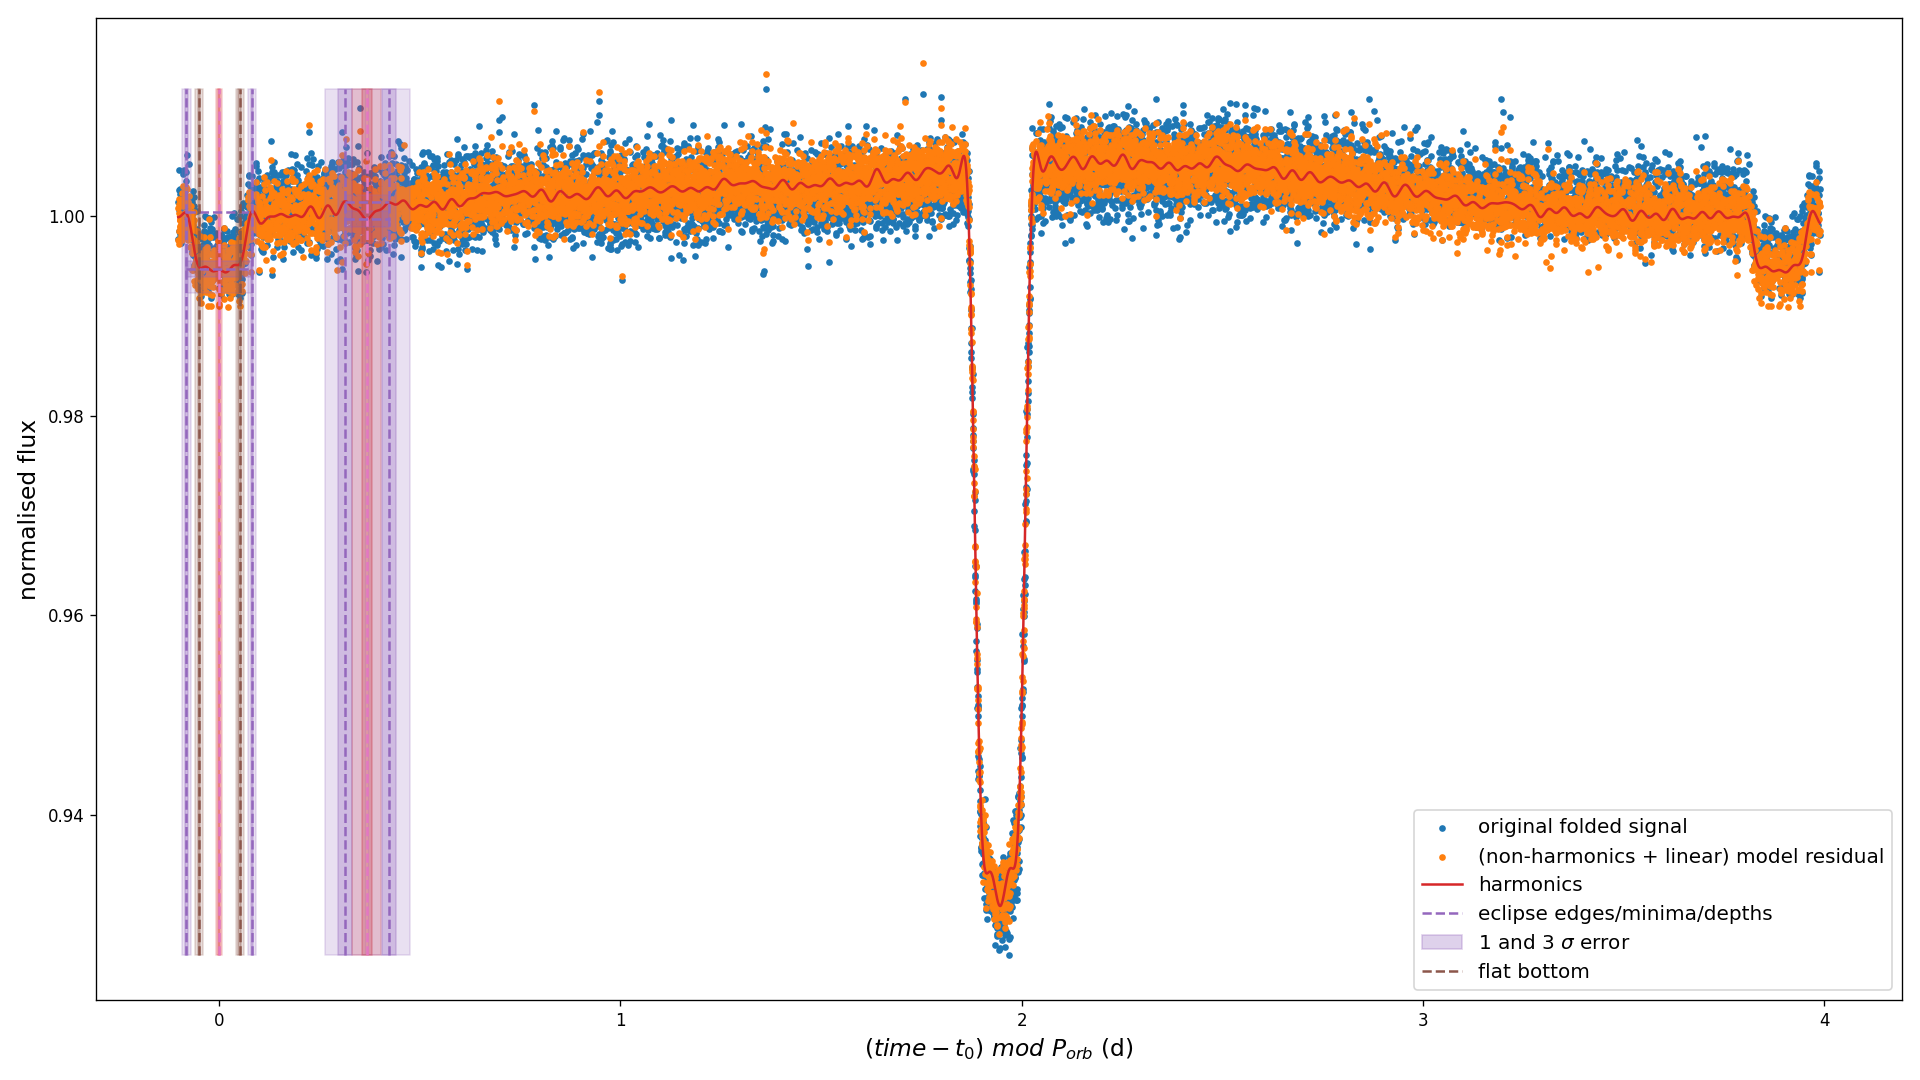 normalised flux
1.00
0.98
0.96
0.94
0
1
2
3
4
(time − t₀) mod Pₒᵣᵦ (d)
original folded signal
(non-harmonics + linear) model residual
harmonics
eclipse edges/minima/depths
1 and 3 σ error
flat bottom